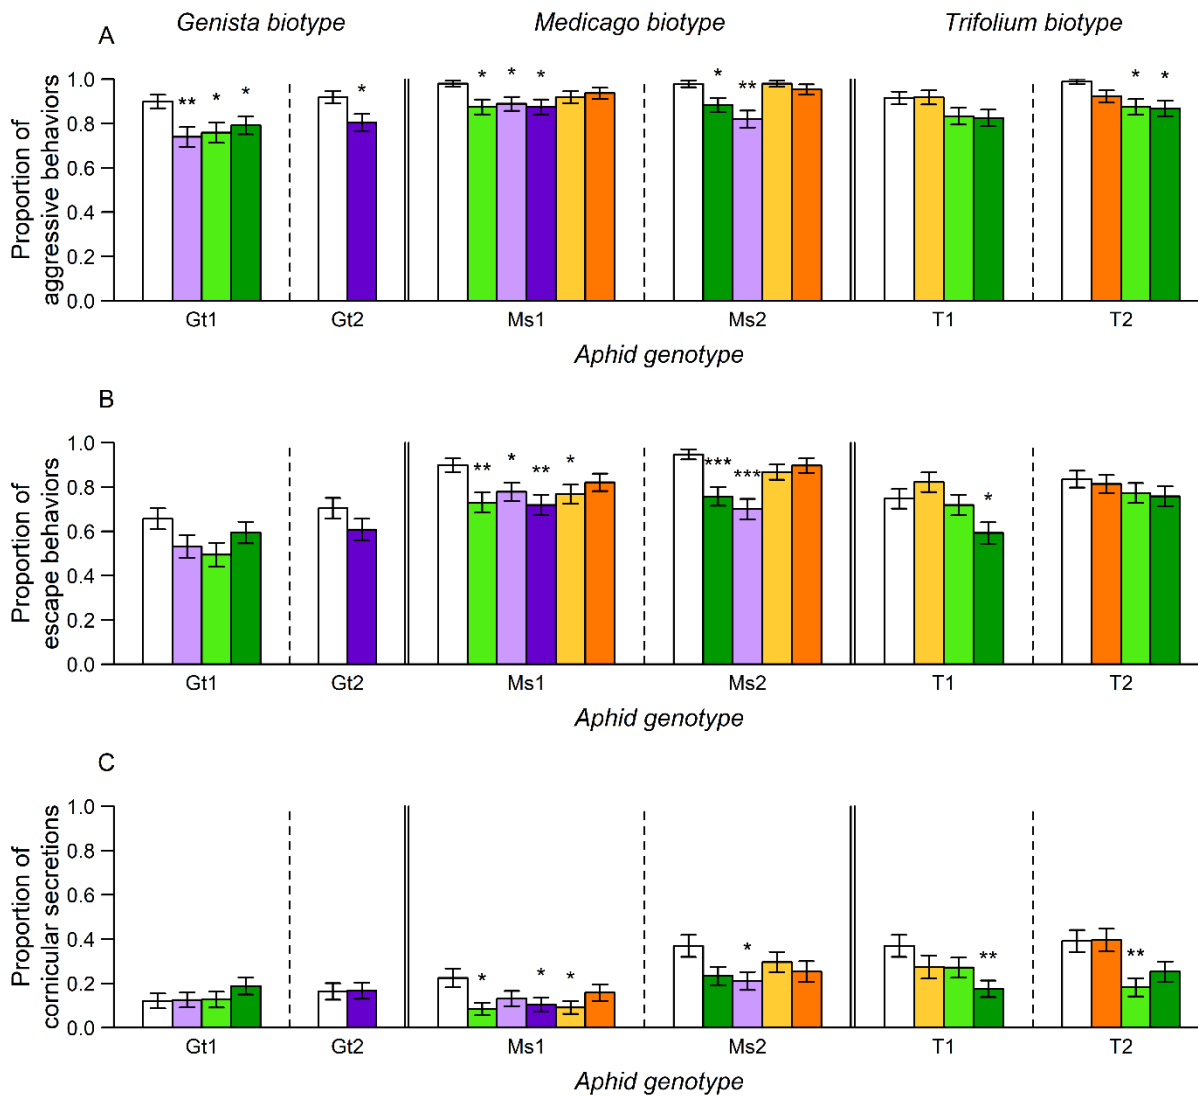 Genista biotype Medicago biotype Trifolium biotype
A
Proportion of
aggressive behaviors
1.0
0.8
0.6
0.4
0.2
0.0
** * * * * * * * ** * *
Gt1 Gt2 Ms1 Ms2 T1 T2
Aphid genotype
B
Proportion of
escape behaviors
1.0
0.8
0.6
0.4
0.2
0.0
** * ** * *** *** *
Gt1 Gt2 Ms1 Ms2 T1 T2
Aphid genotype
C
Proportion of
cornicular secretions
1.0
0.8
0.6
0.4
0.2
0.0
* * * * ** **
Gt1 Gt2 Ms1 Ms2 T1 T2
Aphid genotype